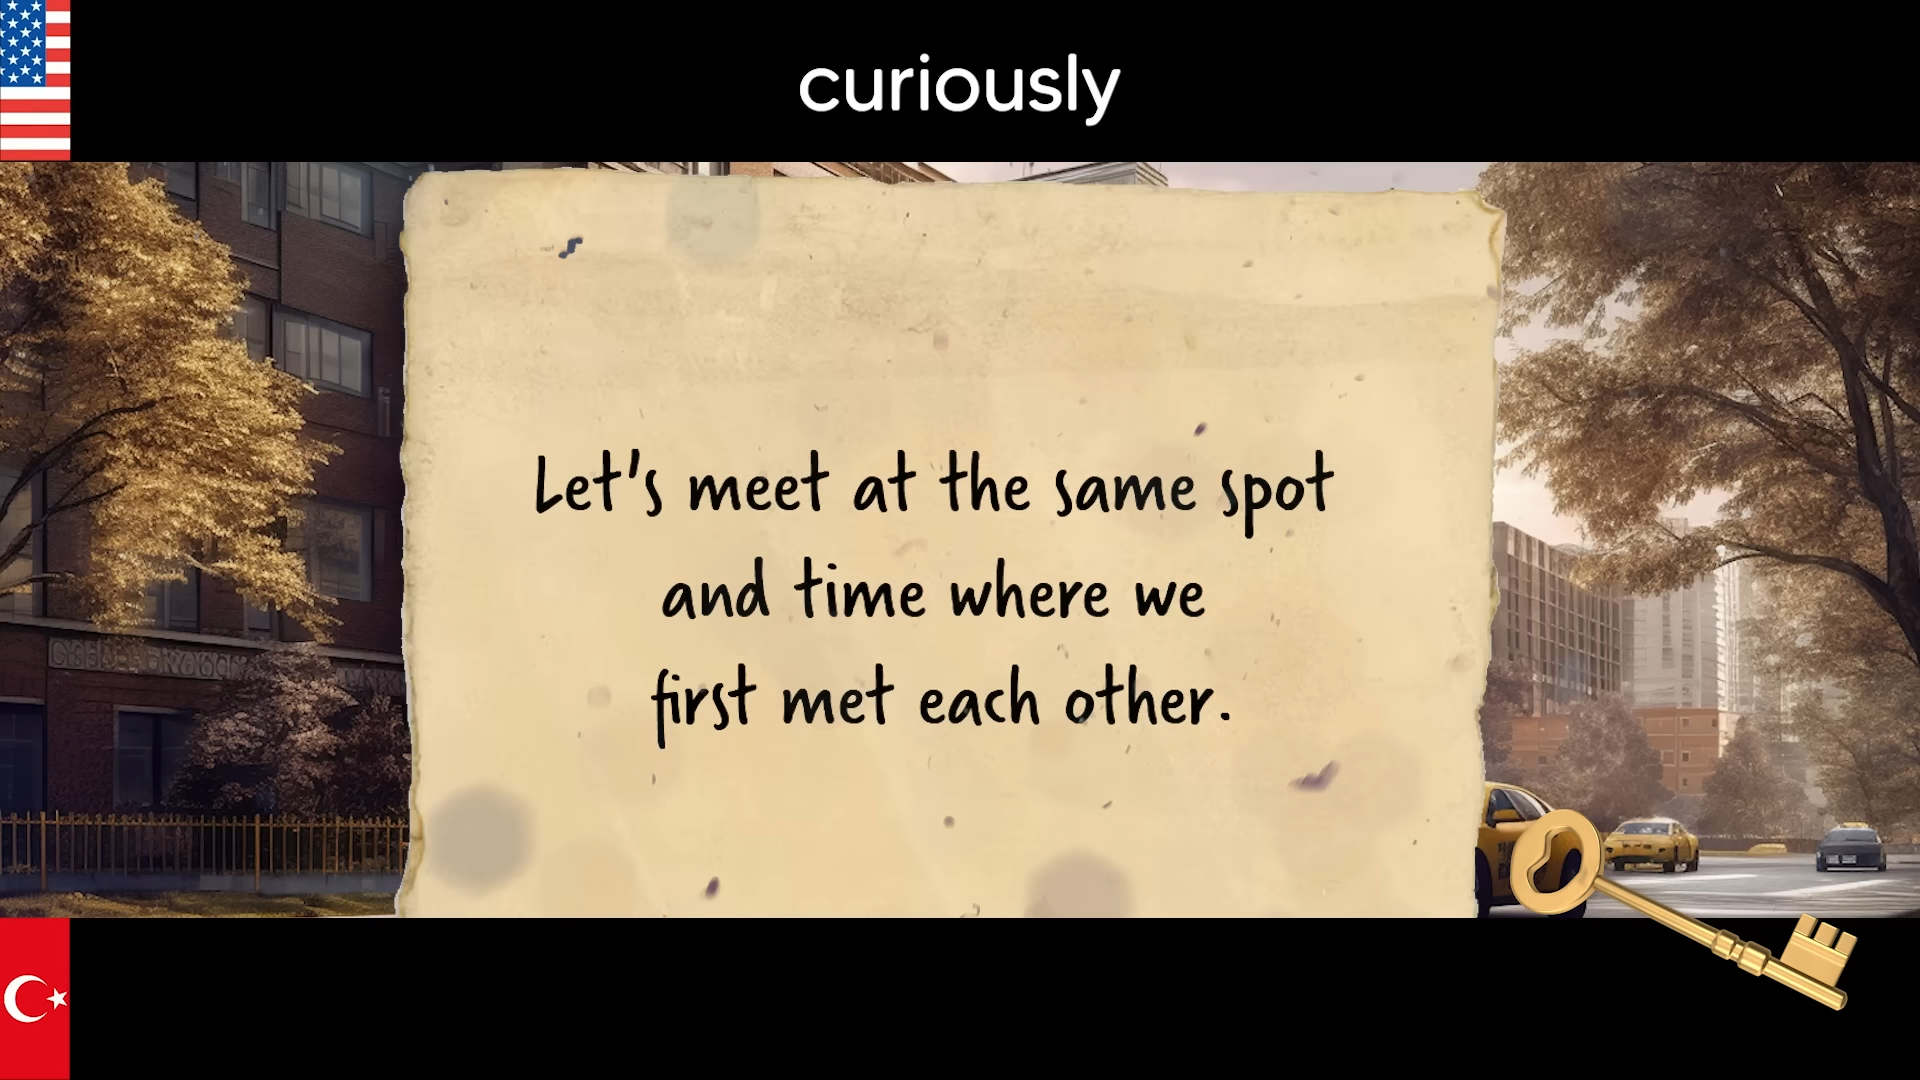 curiously
Let's meet at the same spot
and time where we
first met each other.